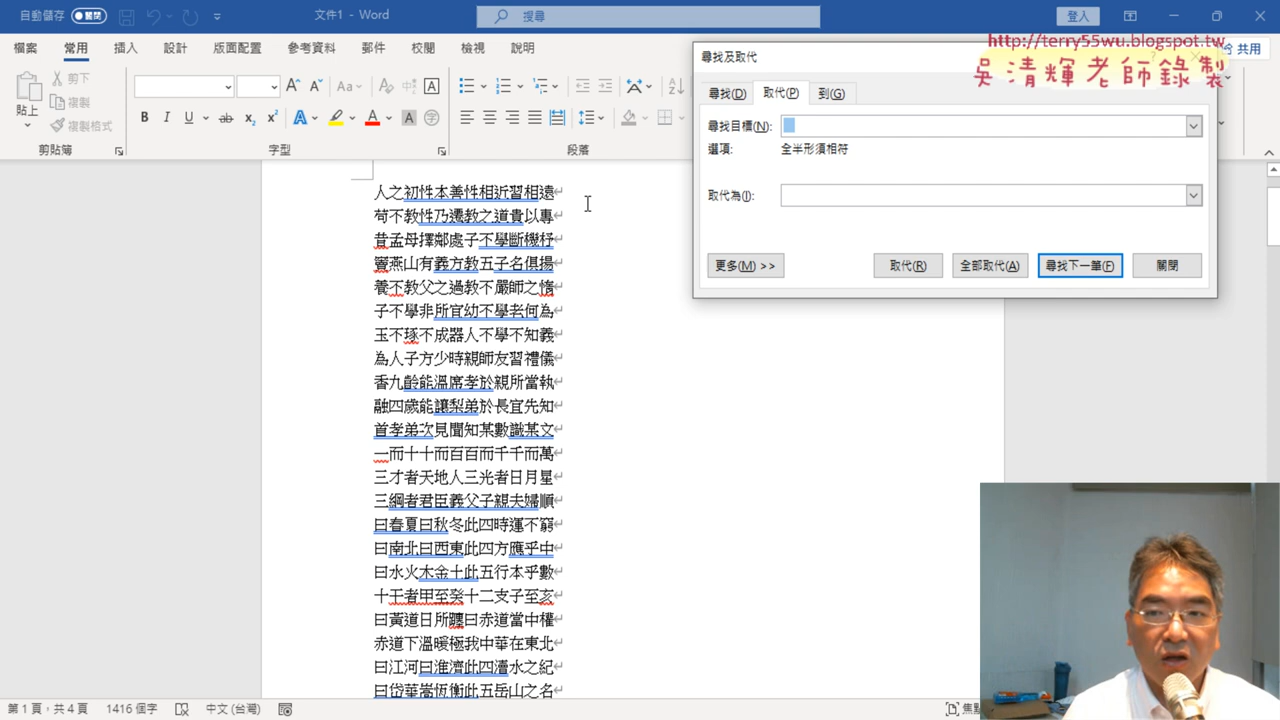 自動儲存 關閉 文件1 - Word 搜尋 登入
http://terry55wu.blogspot.tw
吳清輝老師錄製
檔案 常用 插入 設計 版面配置 參考資料 郵件 校閱 檢視 說明 共用
貼上 剪下
複製
複製格式
剪貼簿 字型 段落
尋找及取代
尋找(D) 取代(P) 到(G)
尋找目標(N):
選項: 全半形須相符
取代為(I):
更多(M) >> 取代(R) 全部取代(A) 尋找下一筆(F) 關閉
人之初性本善性相近習相遠
苟不教性乃遷教之道貴以專
昔孟母擇鄰處子不學斷機杼
竇燕山有義方教五子名俱揚
養不教父之過教不嚴師之惰
子不學非所宜幼不學老何為
玉不琢不成器人不學不知義
為人子方少時親師友習禮儀
香九齡能溫席孝於親所當執
融四歲能讓梨弟於長宜先知
首孝弟次見聞知某數識某文
一而十十而百百而千千而萬
三才者天地人三光者日月星
三綱者君臣義父子親夫婦順
曰春夏曰秋冬此四時運不窮
曰南北曰西東此四方應乎中
曰水火木金土此五行本乎數
十干者甲至癸十二支子至亥
曰黃道日所躔曰赤道當中權
赤道下溫暖極我中華在東北
曰江河曰淮濟此四瀆水之紀
曰岱華嵩恆衡此五岳山之名
第 1 頁，共 4 頁 1416 個字 中文 (台灣)